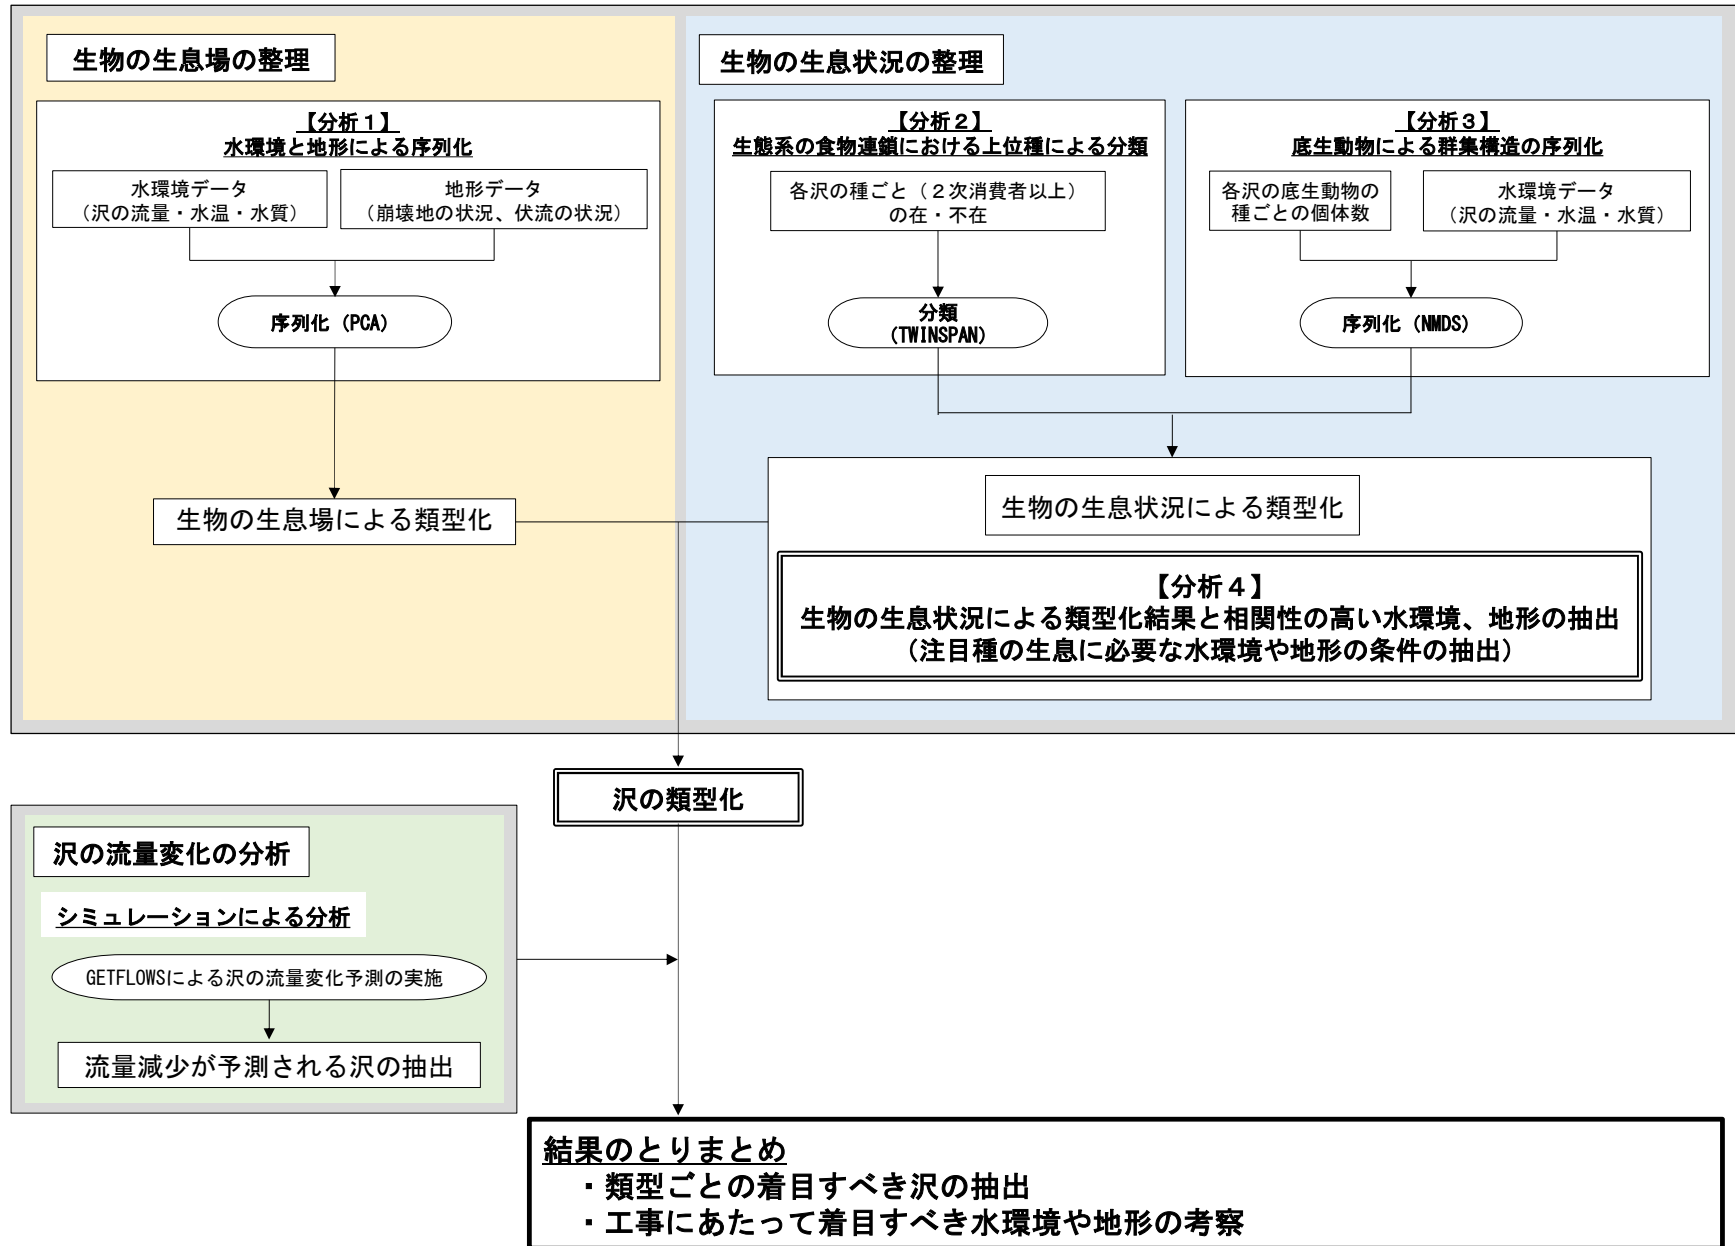 生物の生息場の整理
【分析１】
水環境と地形による序列化
水環境データ
（沢の流量・水温・水質）
地形データ
（崩壊地の状況、伏流の状況）
序列化（PCA）
生物の生息場による類型化
生物の生息状況の整理
【分析２】
生態系の食物連鎖における上位種による分類
各沢の種ごと（２次消費者以上）
の在・不在
分類
（TWINSPAN）
【分析３】
底生動物による群集構造の序列化
各沢の底生動物の
種ごとの個体数
水環境データ
（沢の流量・水温・水質）
序列化（NMDS）
生物の生息状況による類型化
【分析４】
生物の生息状況による類型化結果と相関性の高い水環境、地形の抽出
（注目種の生息に必要な水環境や地形の条件の抽出）
沢の類型化
沢の流量変化の分析
シミュレーションによる分析
GETFLOWSによる沢の流量変化予測の実施
流量減少が予測される沢の抽出
結果のとりまとめ
・類型ごとの着目すべき沢の抽出
・工事にあたって着目すべき水環境や地形の考察